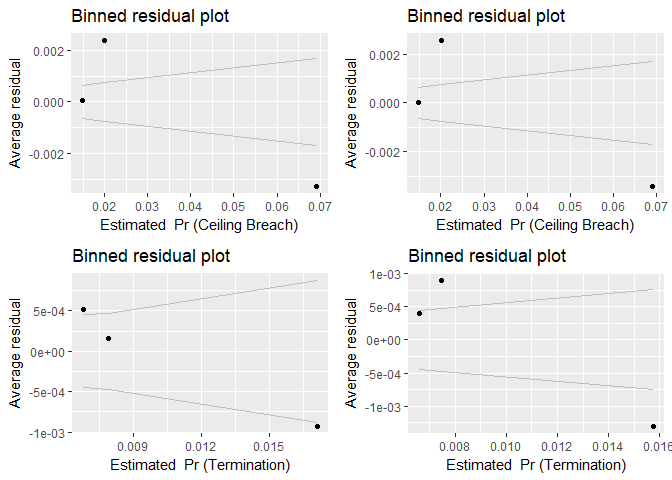 Binned residual plot
Average residual
0.002
0.000
-0.002
0.02 0.03 0.04 0.05 0.06 0.07
Estimated Pr (Ceiling Breach)
Binned residual plot
Average residual
0.002
0.000
-0.002
0.02 0.03 0.04 0.05 0.06 0.07
Estimated Pr (Ceiling Breach)
Binned residual plot
Average residual
5e-04
0e+00
-5e-04
-1e-03
0.009 0.012 0.015
Estimated Pr (Termination)
Binned residual plot
Average residual
1e-03
5e-04
0e+00
-5e-04
-1e-03
0.008 0.010 0.012 0.014 0.016
Estimated Pr (Termination)